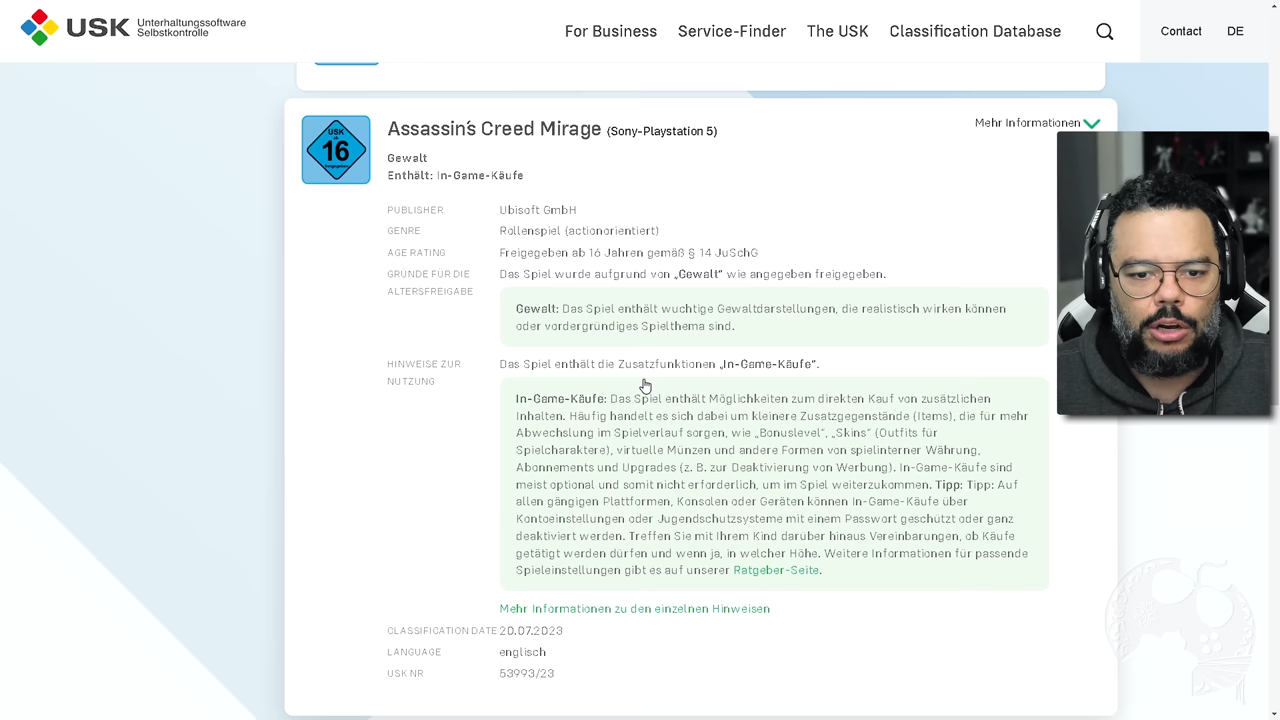 USK Unterhaltungssoftware
Selbstkontrolle
For Business Service-Finder The USK Classification Database Contact DE
USK
ab
16
freigegeben
Assassin´s Creed Mirage (Sony-Playstation 5)
Mehr Informationen
Gewalt
Enthält: In-Game-Käufe
PUBLISHER Ubisoft GmbH
GENRE Rollenspiel (actionorientiert)
AGE RATING Freigegeben ab 16 Jahren gemäß § 14 JuSchG
GRÜNDE FÜR DIE
ALTERSFREIGABE
Das Spiel wurde aufgrund von „Gewalt“ wie angegeben freigegeben.
Gewalt: Das Spiel enthält wuchtige Gewaltdarstellungen, die realistisch wirken können
oder vordergründiges Spielthema sind.
HINWEISE ZUR
NUTZUNG
Das Spiel enthält die Zusatzfunktionen „In-Game-Käufe“.
In-Game-Käufe: Das Spiel enthält Möglichkeiten zum direkten Kauf von zusätzlichen
Inhalten. Häufig handelt es sich dabei um kleinere Zusatzgegenstände (Items), die für mehr
Abwechslung im Spielverlauf sorgen, wie „Bonuslevel“, „Skins“ (Outfits für
Spielcharaktere), virtuelle Münzen und andere Formen von spielinterner Währung,
Abonnements und Upgrades (z. B. zur Deaktivierung von Werbung). In-Game-Käufe sind
meist optional und somit nicht erforderlich, um im Spiel weiterzukommen. Tipp: Tipp: Auf
allen gängigen Plattformen, Konsolen oder Geräten können In-Game-Käufe über
Kontoeinstellungen oder Jugendschutzsysteme mit einem Passwort geschützt oder ganz
deaktiviert werden. Treffen Sie mit Ihrem Kind darüber hinaus Vereinbarungen, ob Käufe
getätigt werden dürfen und wenn ja, in welcher Höhe. Weitere Informationen für passende
Spieleinstellungen gibt es auf unserer Ratgeber-Seite.
Mehr Informationen zu den einzelnen Hinweisen
CLASSIFICATION DATE 20.07.2023
LANGUAGE englisch
USK NR 53993/23